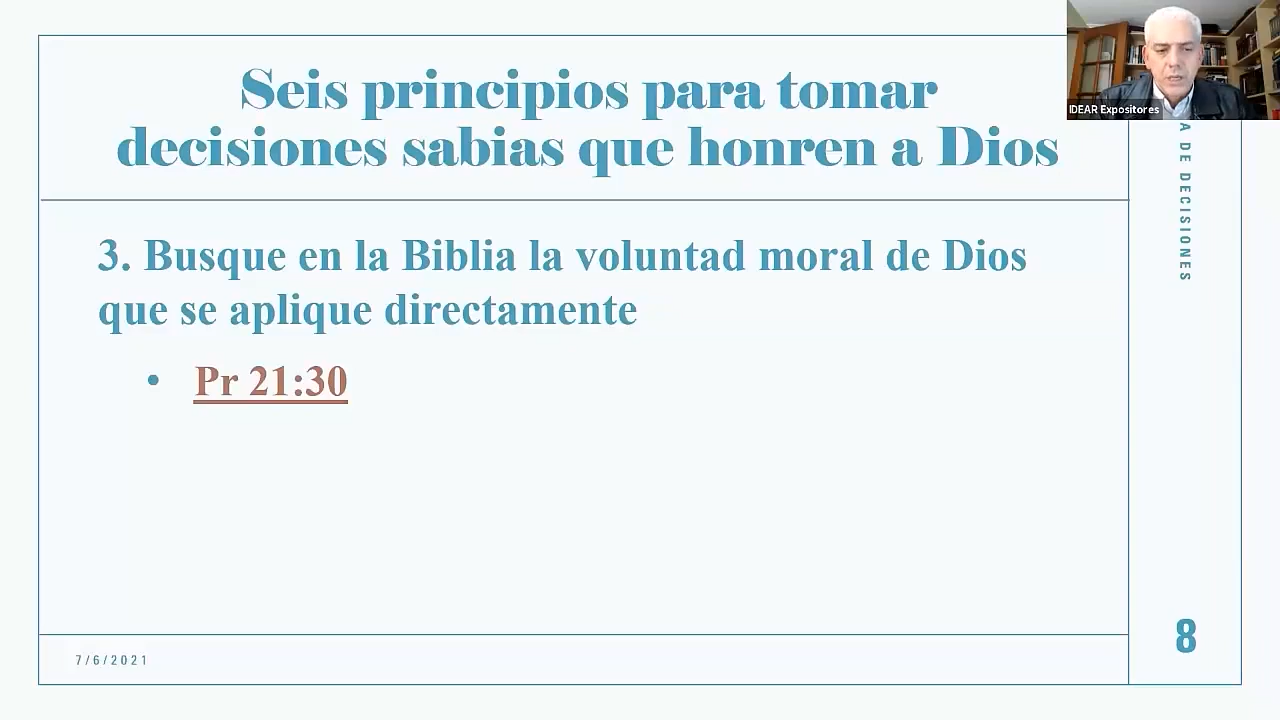 Seis principios para tomar
decisiones sabias que honren a Dios
IDEAR Expositores
A DE DECISIONES
3. Busque en la Biblia la voluntad moral de Dios
que se aplique directamente
• Pr 21:30
7/6/2021
8